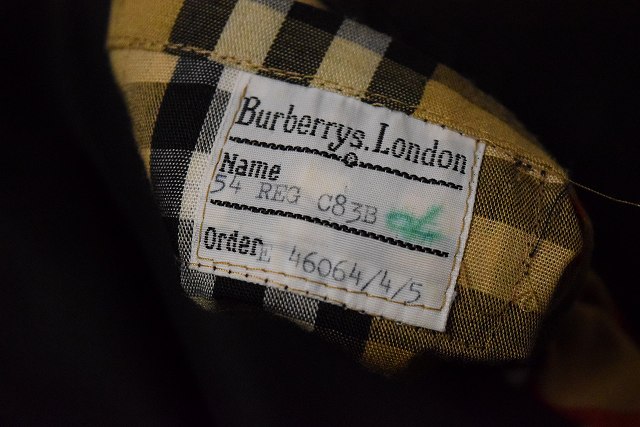 Burberrys. London
Name
54 REG C83B
Order E 46064/4/5